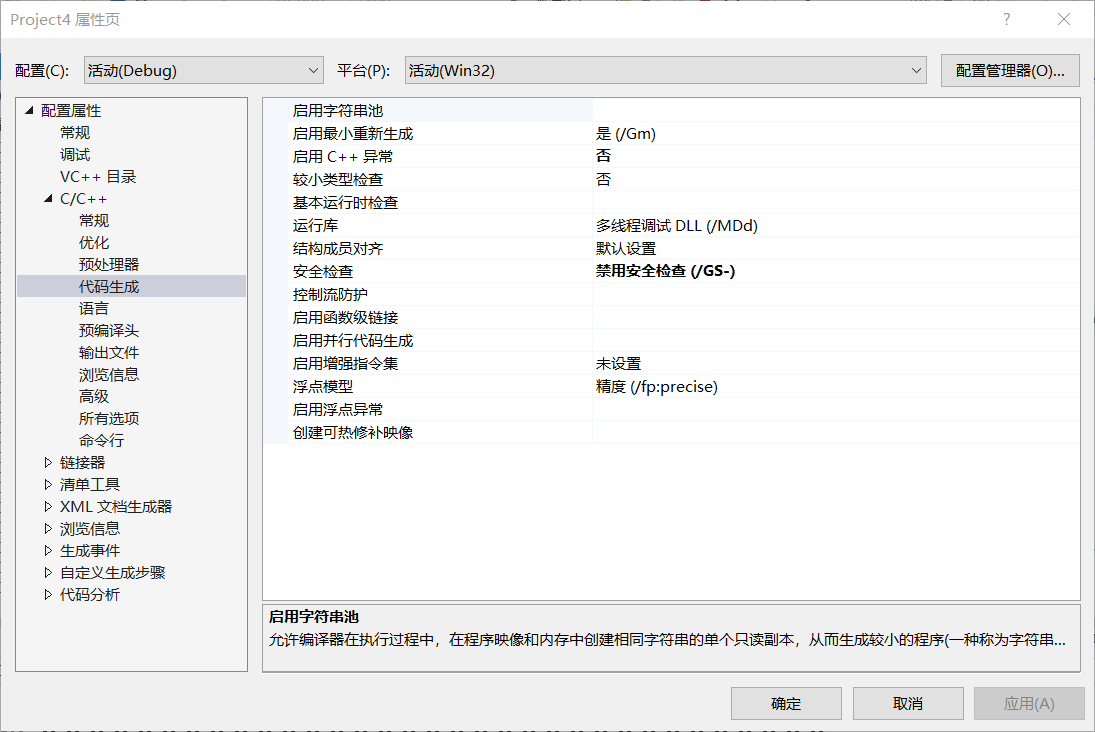 Project4 属性页
配置(C):
活动(Debug)
平台(P):
活动(Win32)
配置管理器(O)...
配置属性
常规
调试
VC++ 目录
C/C++
常规
优化
预处理器
代码生成
语言
预编译头
输出文件
浏览信息
高级
所有选项
命令行
链接器
清单工具
XML 文档生成器
浏览信息
生成事件
自定义生成步骤
代码分析
启用字符串池
启用最小重新生成 是 (/Gm)
启用 C++ 异常 否
较小类型检查 否
基本运行时检查
运行库 多线程调试 DLL (/MDd)
结构成员对齐 默认设置
安全检查 禁用安全检查 (/GS-)
控制流防护
启用函数级链接
启用并行代码生成
启用增强指令集 未设置
浮点模型 精度 (/fp:precise)
启用浮点异常
创建可热修补映像
启用字符串池
允许编译器在执行过程中，在程序映像和内存中创建相同字符串的单个只读副本，从而生成较小的程序(一种称为字符串...
确定
取消
应用(A)